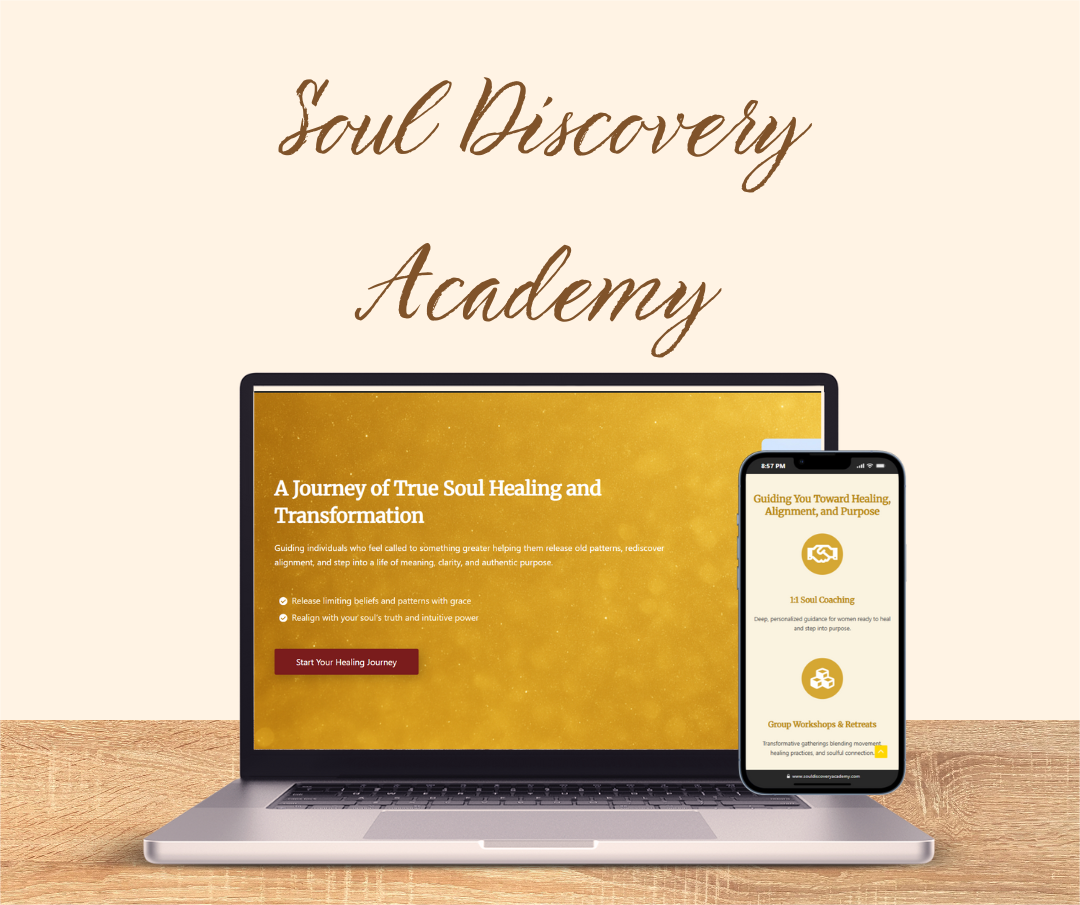 Soul Discovery
Academy
A Journey of True Soul Healing and
Transformation
Guiding individuals who feel called to something greater helping them release old patterns, rediscover
alignment, and step into a life of meaning, clarity, and authentic purpose.
Release limiting beliefs and patterns with grace
Realign with your soul's truth and intuitive power
Start Your Healing Journey
8:57 PM
Guiding You Toward Healing,
Alignment, and Purpose
1:1 Soul Coaching
Deep, personalized guidance for women ready to heal
and step into purpose.
Group Workshops & Retreats
Transformative gatherings blending movement,
healing practices, and soulful connection.
www.souldiscoveryacademy.com